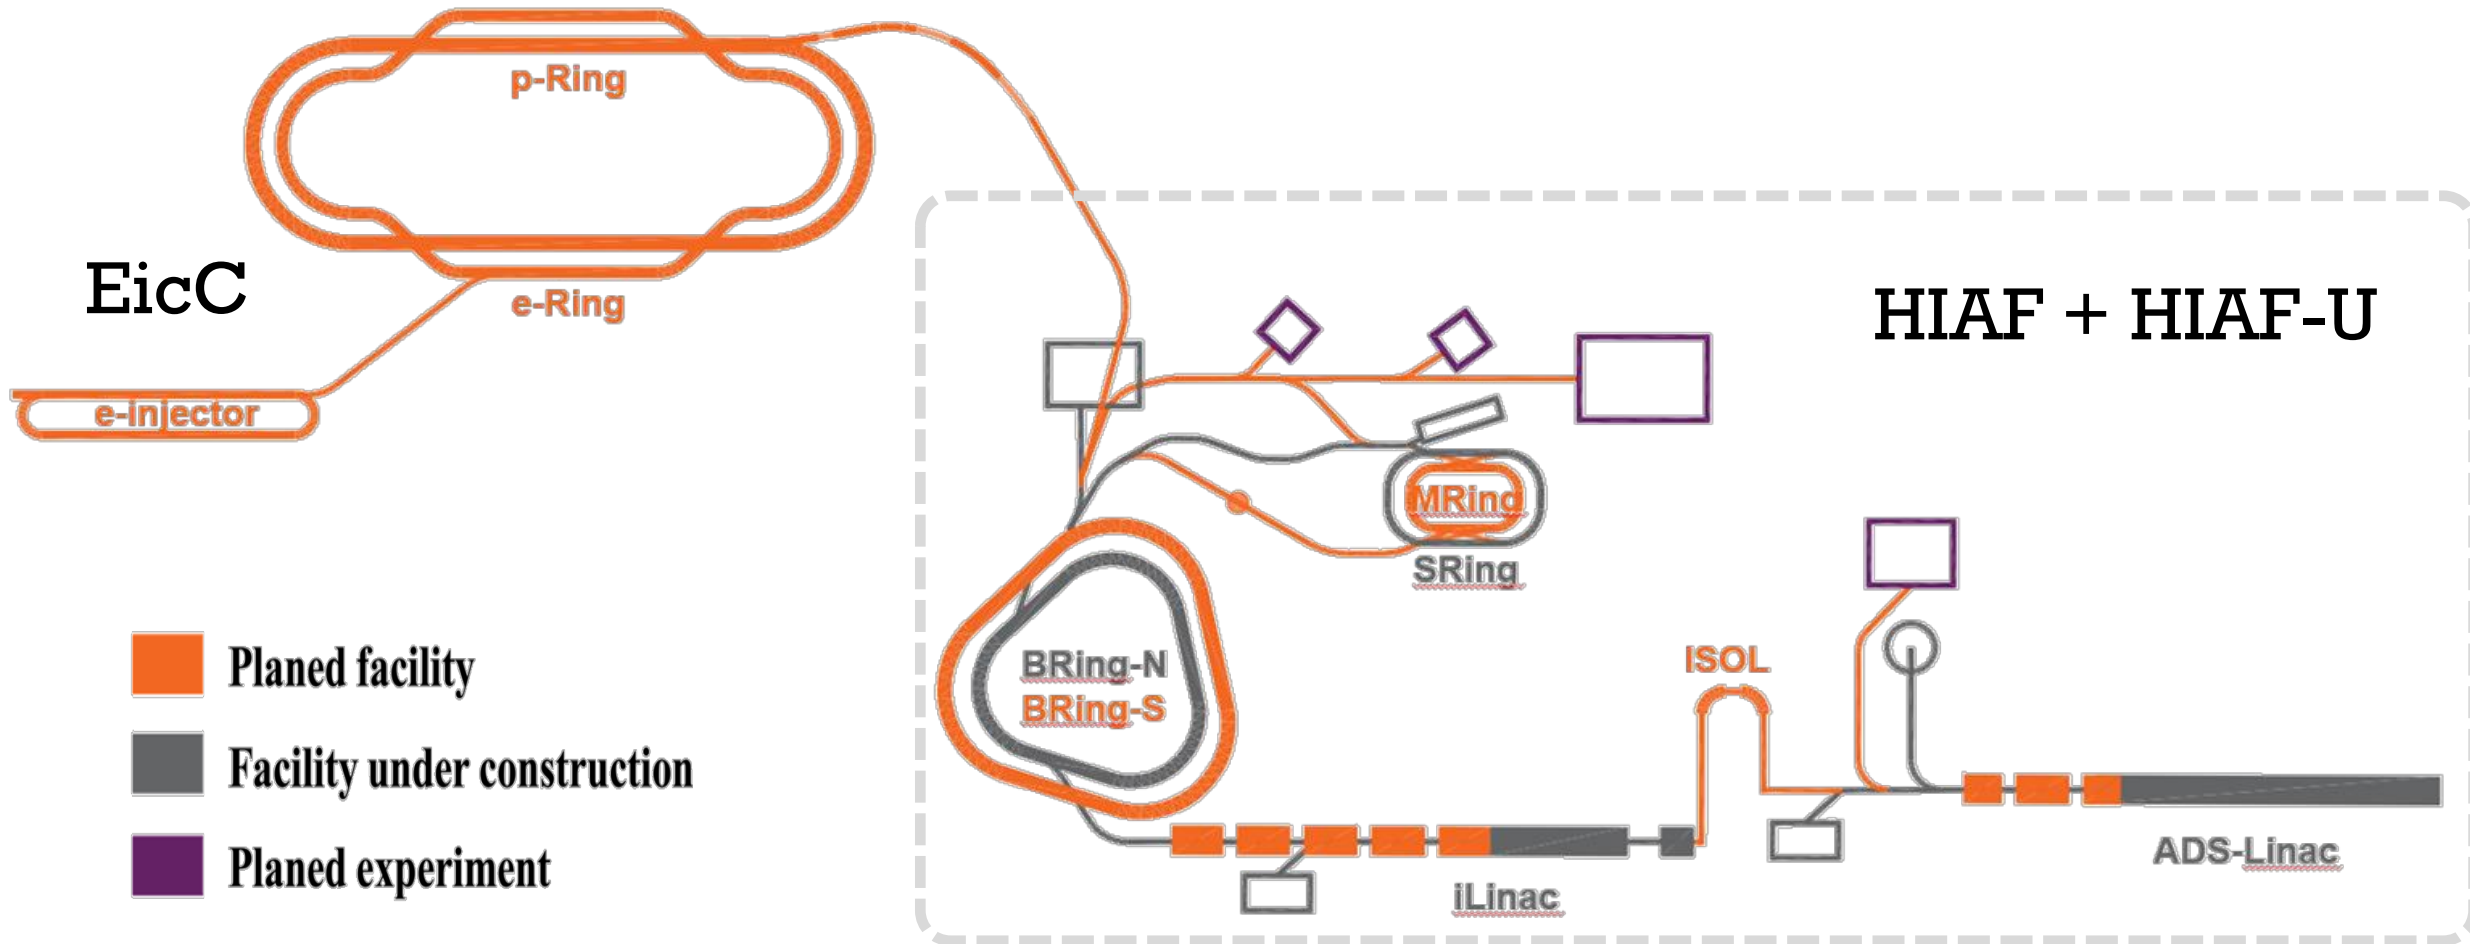 p-Ring
EicC
e-Ring
HIAF + HIAF-U
e-injector
MRing
SRing
BRing-N
BRing-S
ISOL
Planed facility
Facility under construction
Planed experiment
iLinac
ADS-Linac